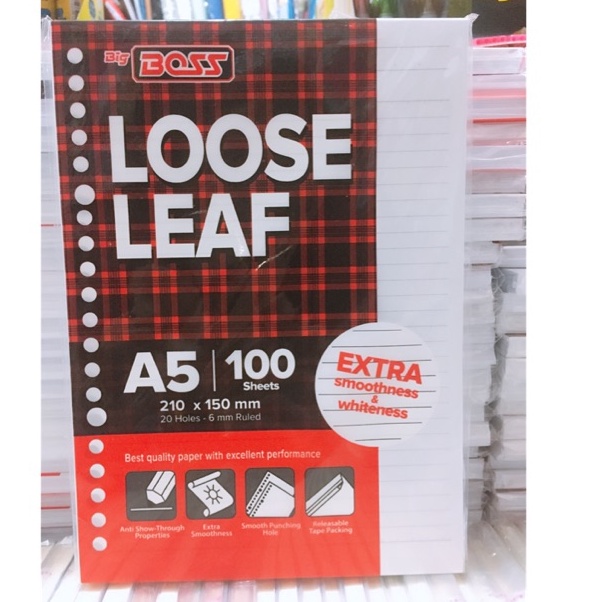 Big BOSS
LOOSE
LEAF
A5 | 100
Sheets
210 x 150 mm
20 Holes - 6 mm Ruled
EXTRA
smoothness
&
whiteness
Best quality paper with excellent performance
Anti Show-Through
Properties
Extra
Smoothness
Smooth Punching
Hole
Releasable
Tape Packing